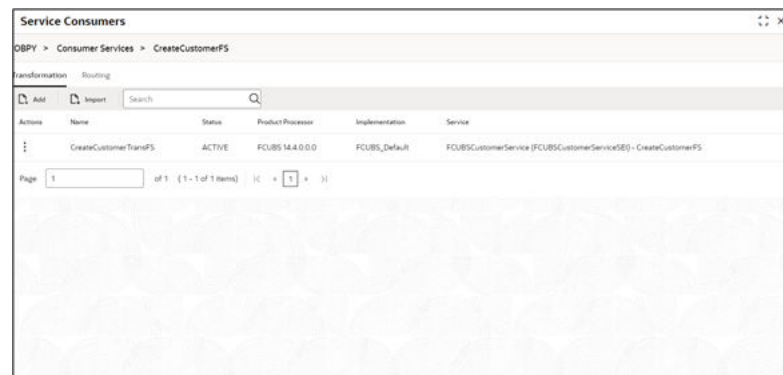 Service Consumers
OBPY > Consumer Services > CreateCustomerFS
Transformation Routing
Add Import Search
Actions Name Status Product Processor Implementation Service
CreateCustomerTransFS ACTIVE FCUBS 14.4.0.0.0 FCUBS_Default FCUBSCustomerService (FCUBSCustomerServiceSEI) - CreateCustomerFS
Page 1 of 1 (1 - 1 of 1 items) 1